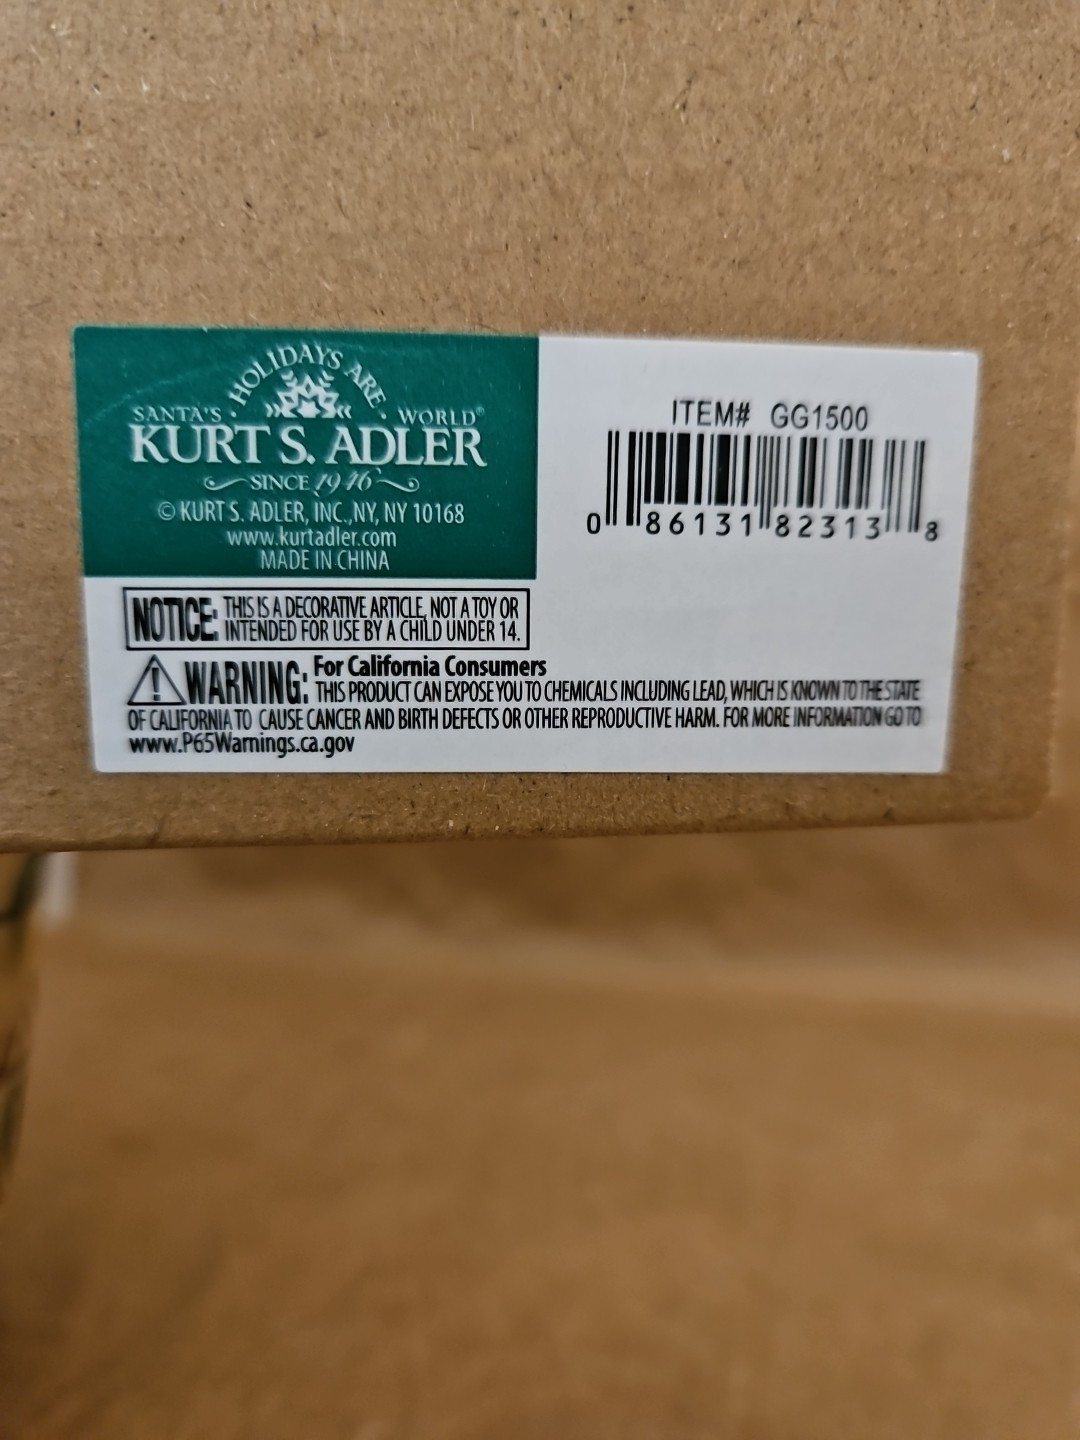 HOLIDAYS ARE
SANTA'S · · WORLD®
KURT S. ADLER
SINCE 1946
© KURT S. ADLER, INC.,NY, NY 10168
www.kurtadler.com
MADE IN CHINA
ITEM# GG1500
0 86131 82313 8
NOTICE: THIS IS A DECORATIVE ARTICLE, NOT A TOY OR
INTENDED FOR USE BY A CHILD UNDER 14.
WARNING: For California Consumers
THIS PRODUCT CAN EXPOSE YOU TO CHEMICALS INCLUDING LEAD, WHICH IS KNOWN TO THE STATE
OF CALIFORNIA TO CAUSE CANCER AND BIRTH DEFECTS OR OTHER REPRODUCTIVE HARM. FOR MORE INFORMATION GO TO
www.P65Warnings.ca.gov